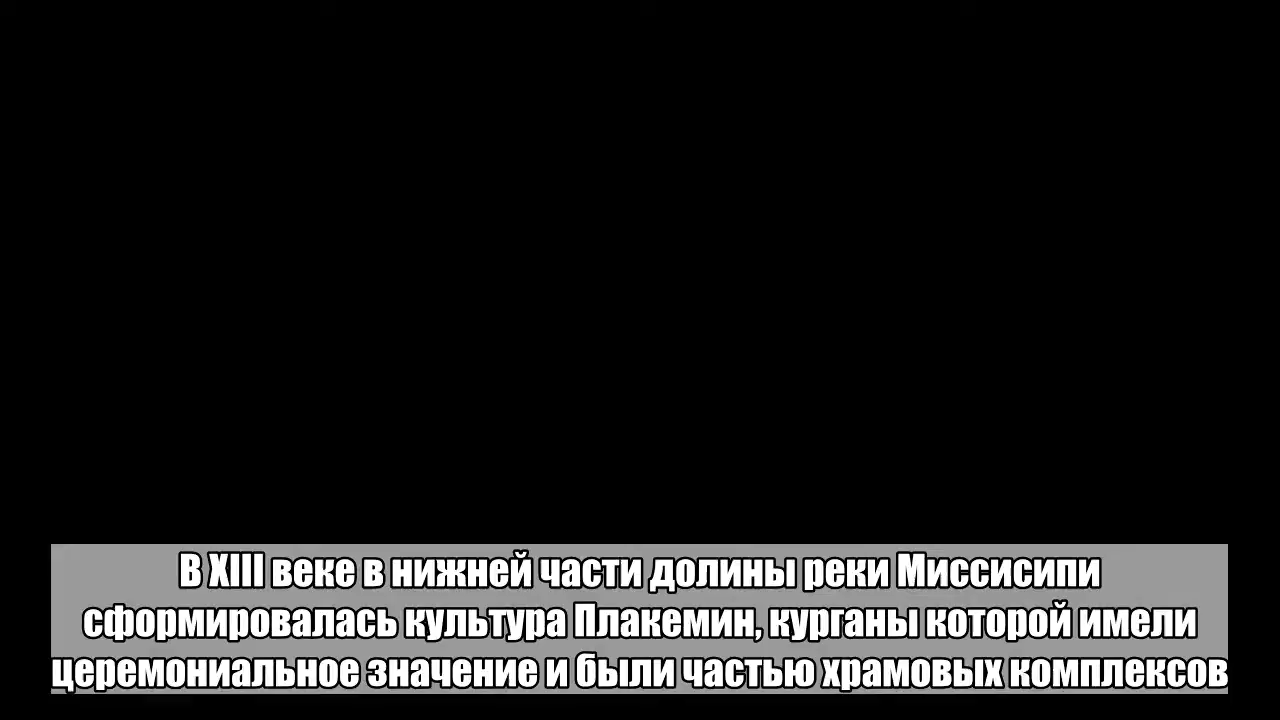 В XIII веке в нижней части долины реки Миссисипи
сформировалась культура Плакемин, курганы которой имели
церемониальное значение и были частью храмовых комплексов